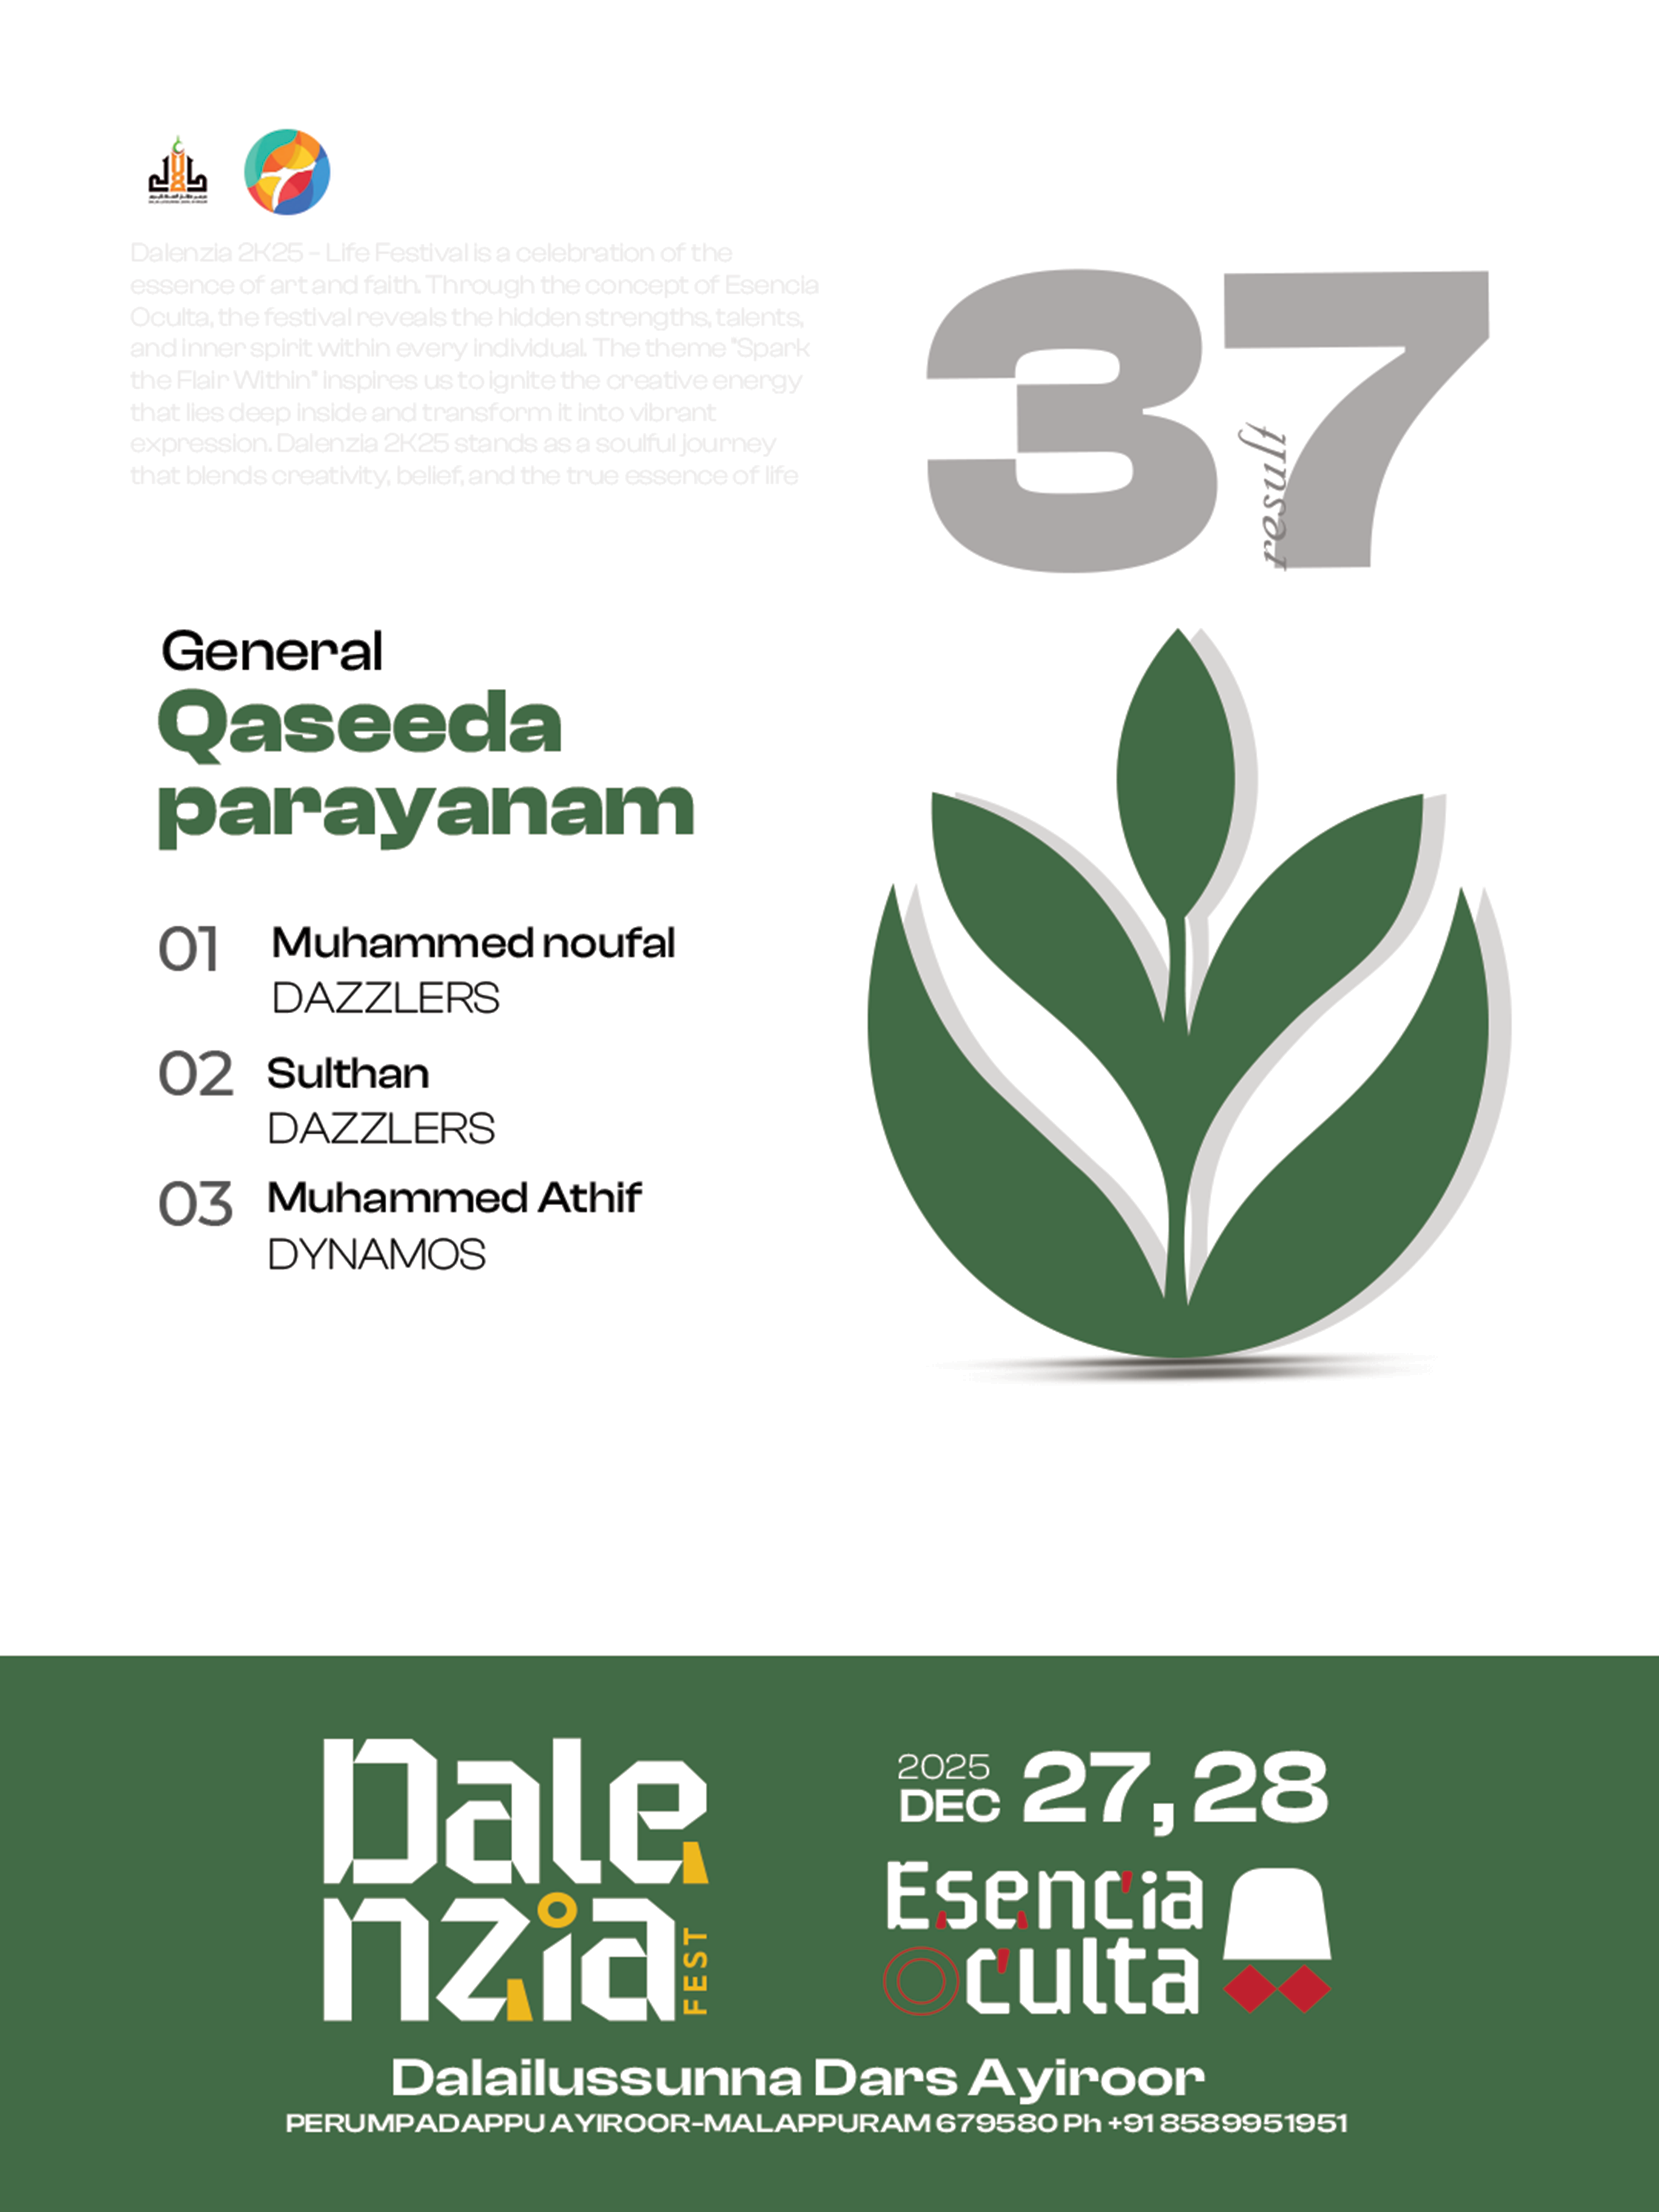 Dalenzia 2K25 – Life Festival is a celebration of the
essence of art and faith. Through the concept of Esencia
Oculta, the festival reveals the hidden strengths, talents,
and inner spirit within every individual. The theme "Spark
the Flair Within" inspires us to ignite the creative energy
that lies deep inside and transform it into vibrant
expression. Dalenzia 2K25 stands as a soulful journey
that blends creativity, belief, and the true essence of life
37
result
General
Qaseeda
parayanam
01 Muhammed noufal
DAZZLERS
02 Sulthan
DAZZLERS
03 Muhammed Athif
DYNAMOS
Dale
nzia
FEST
2025
DEC 27, 28
Esencia
Oculta
Dalailussunna Dars Ayiroor
PERUMPADAPPU AYIROOR-MALAPPURAM 679580 Ph +91 8589951951